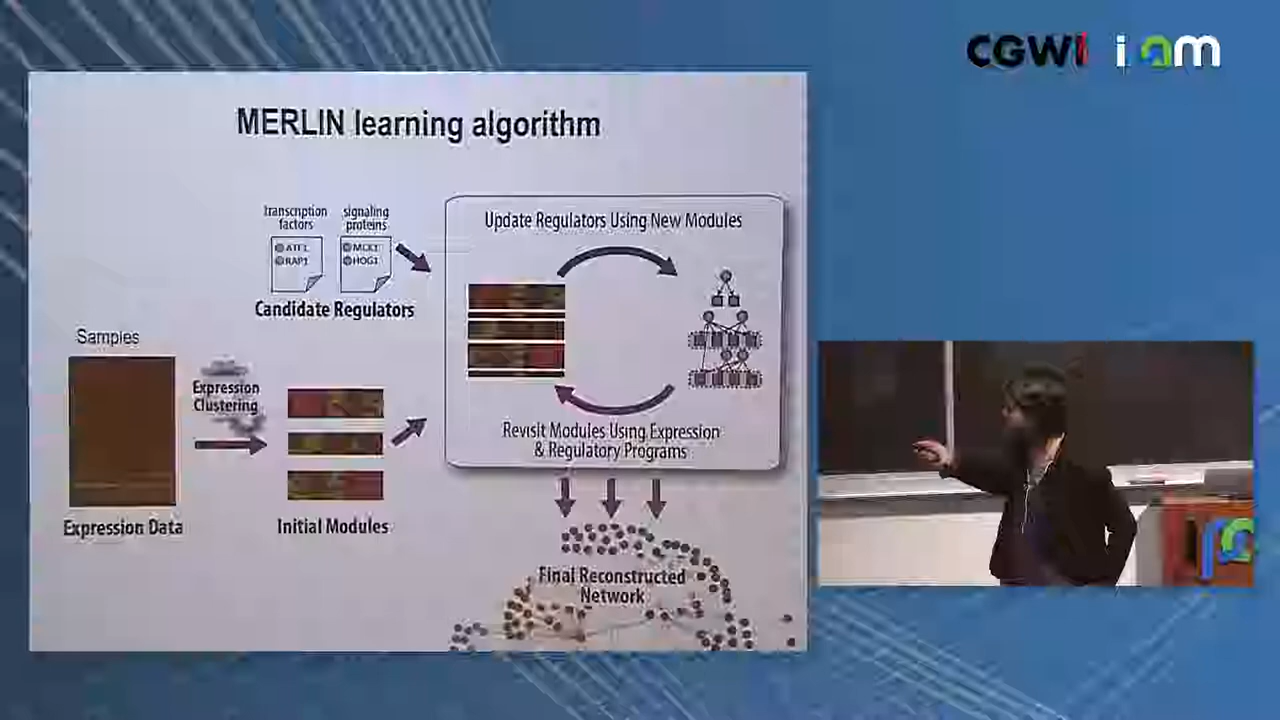 CGWI
MERLIN learning algorithm
transcription
factors
signaling
proteins
ATF1
RAP1
MCK1
HOG1
Candidate Regulators
Update Regulators Using New Modules
Samples
Expression
Clustering
Revisit Modules Using Expression
& Regulatory Programs
Expression Data
Initial Modules
Final Reconstructed
Network